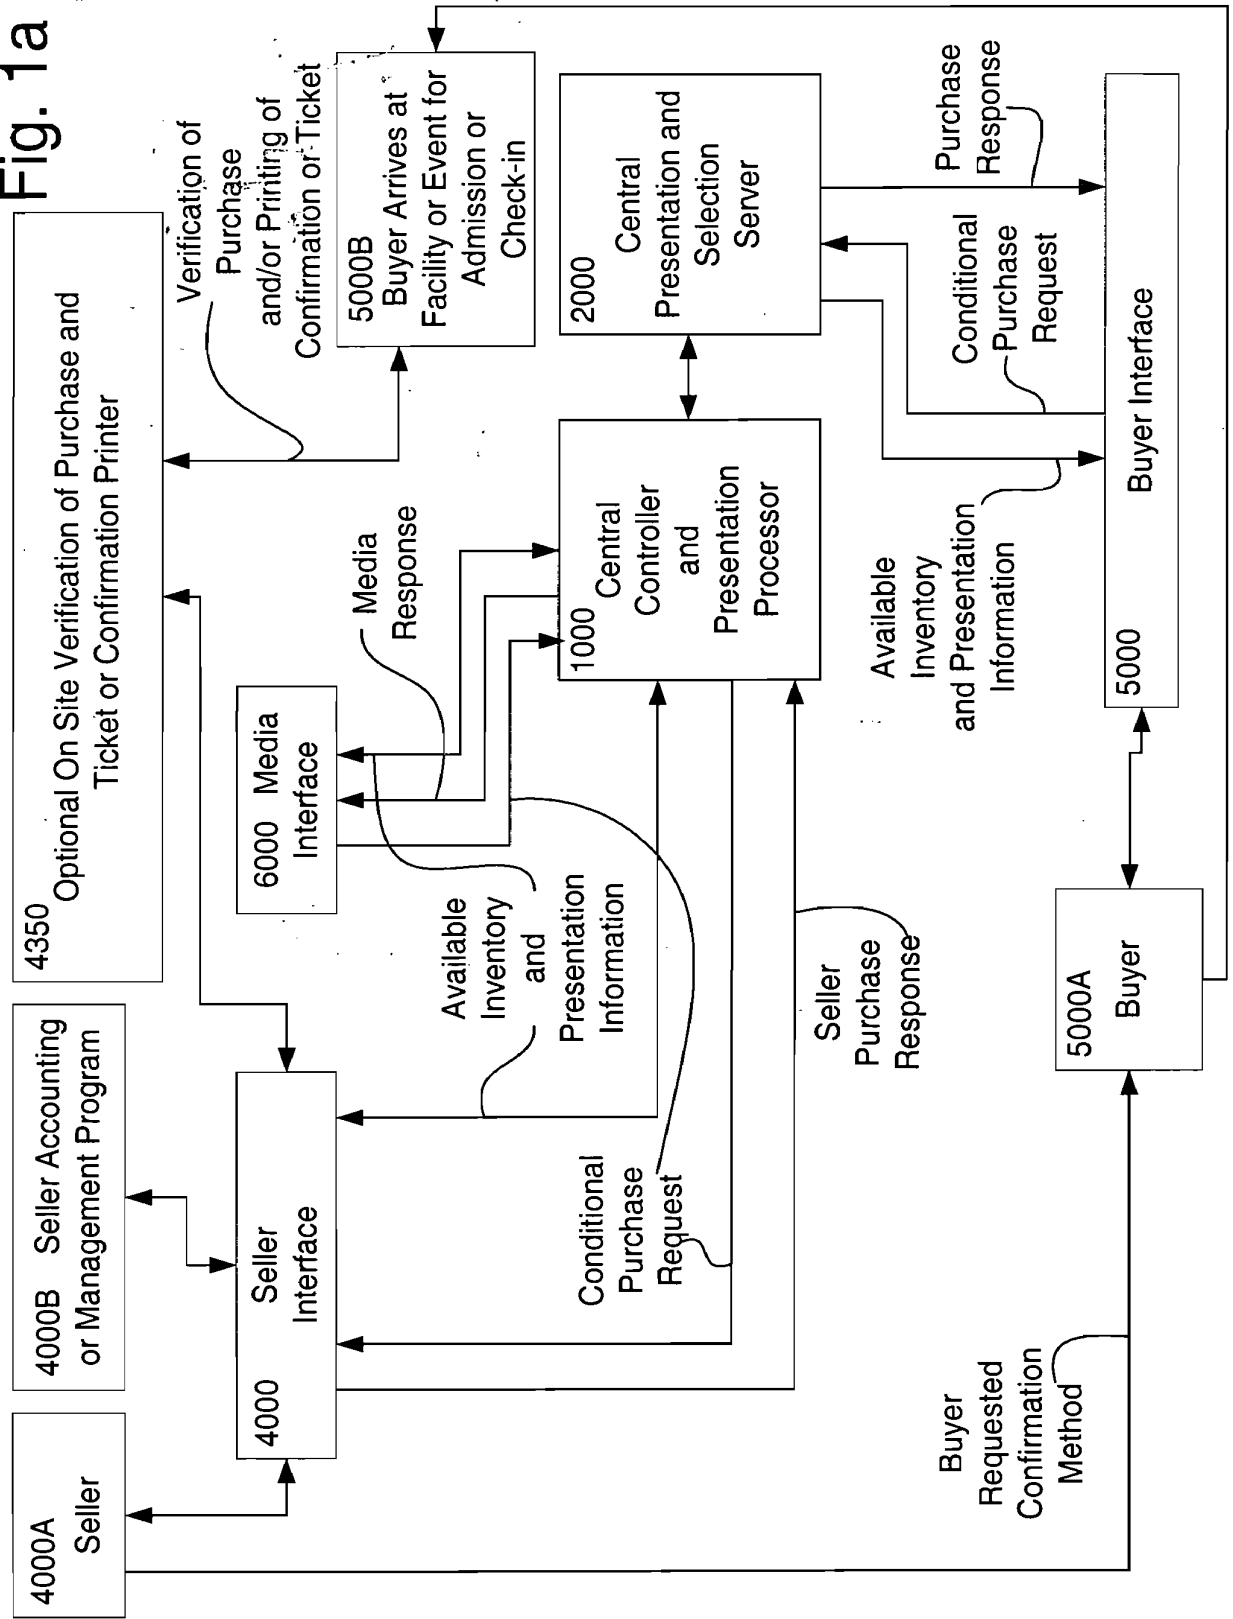 Fig. 1a
4000A
Seller
4000B Seller Accounting
or Management Program
4350
Optional On Site Verification of Purchase and
Ticket or Confirmation Printer
4000
Seller
Interface
6000 Media
Interface
Verification of
Purchase
and/or Printing of
Confirmation or Ticket
5000B
Buyer Arrives at
Facility or Event for
Admission or
Check-in
Media
Response
Available
Inventory
and
Presentation
Information
Conditional
Purchase
Request
Seller
Purchase
Response
1000
Central
Controller
and
Presentation
Processor
2000
Central
Presentation and
Selection
Server
Available
Inventory
and Presentation
Information
Conditional
Purchase
Request
Purchase
Response
Buyer
Requested
Confirmation
Method
5000A
Buyer
5000
Buyer Interface